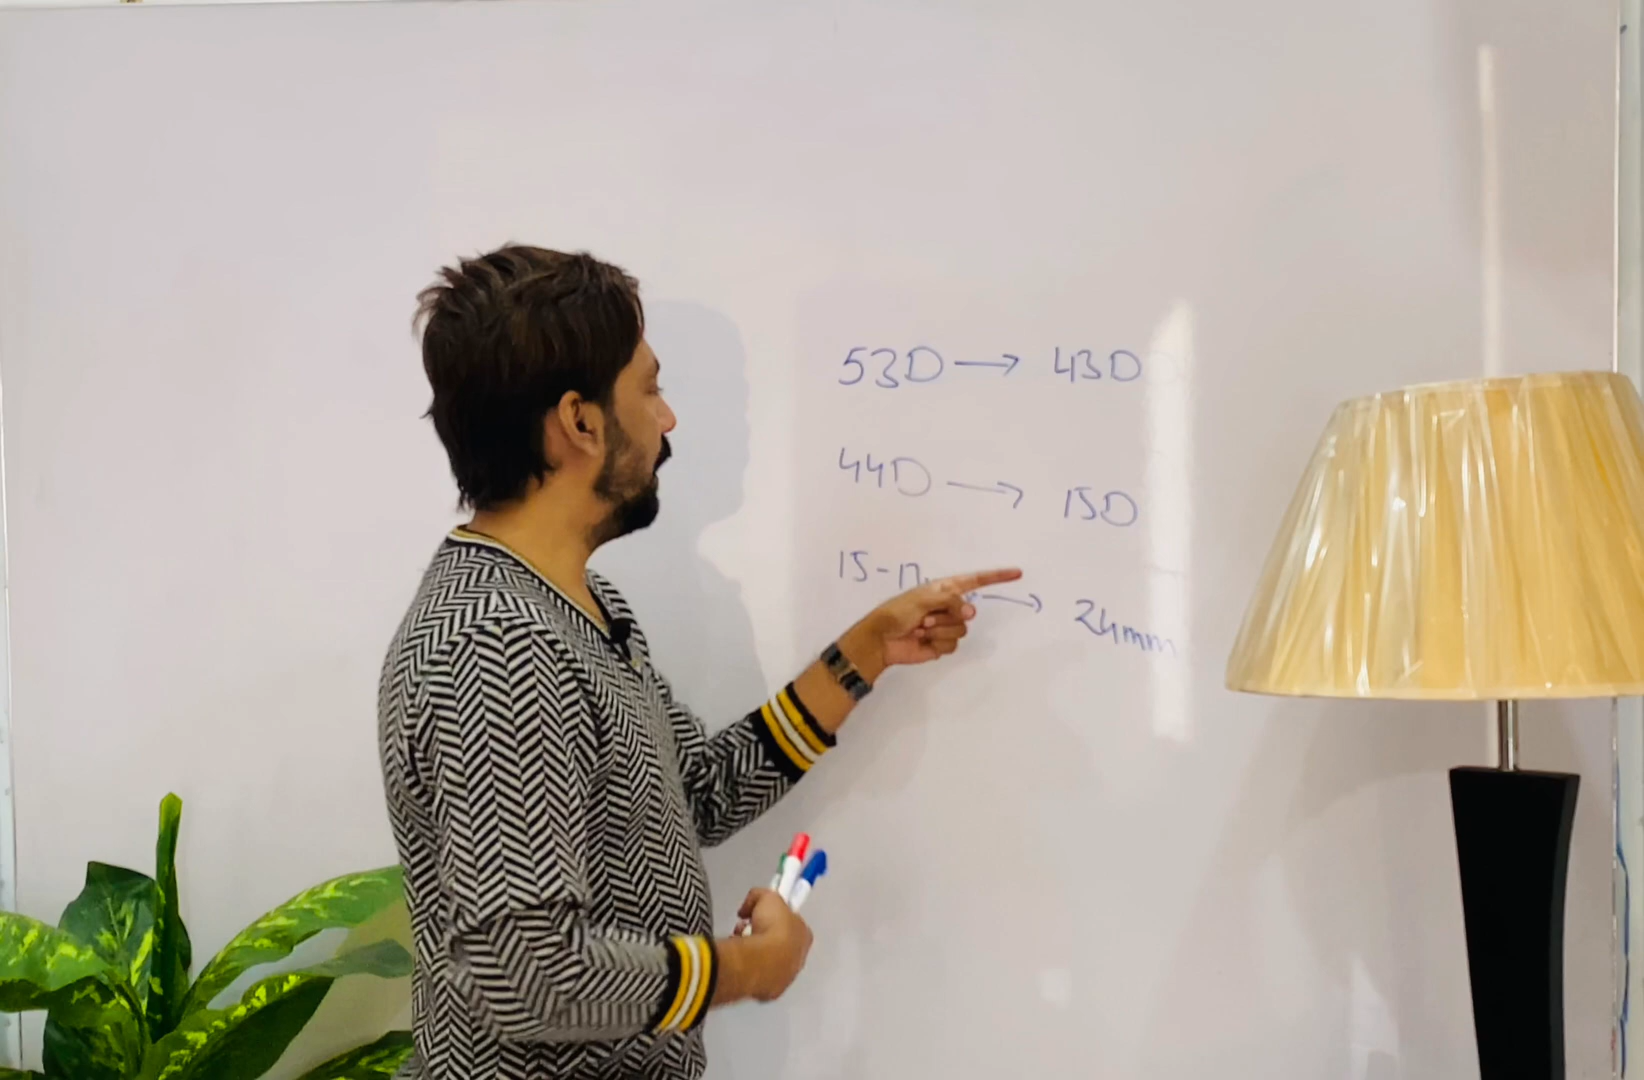 53D → 43D
44D → 15D
15-17 → 24mm